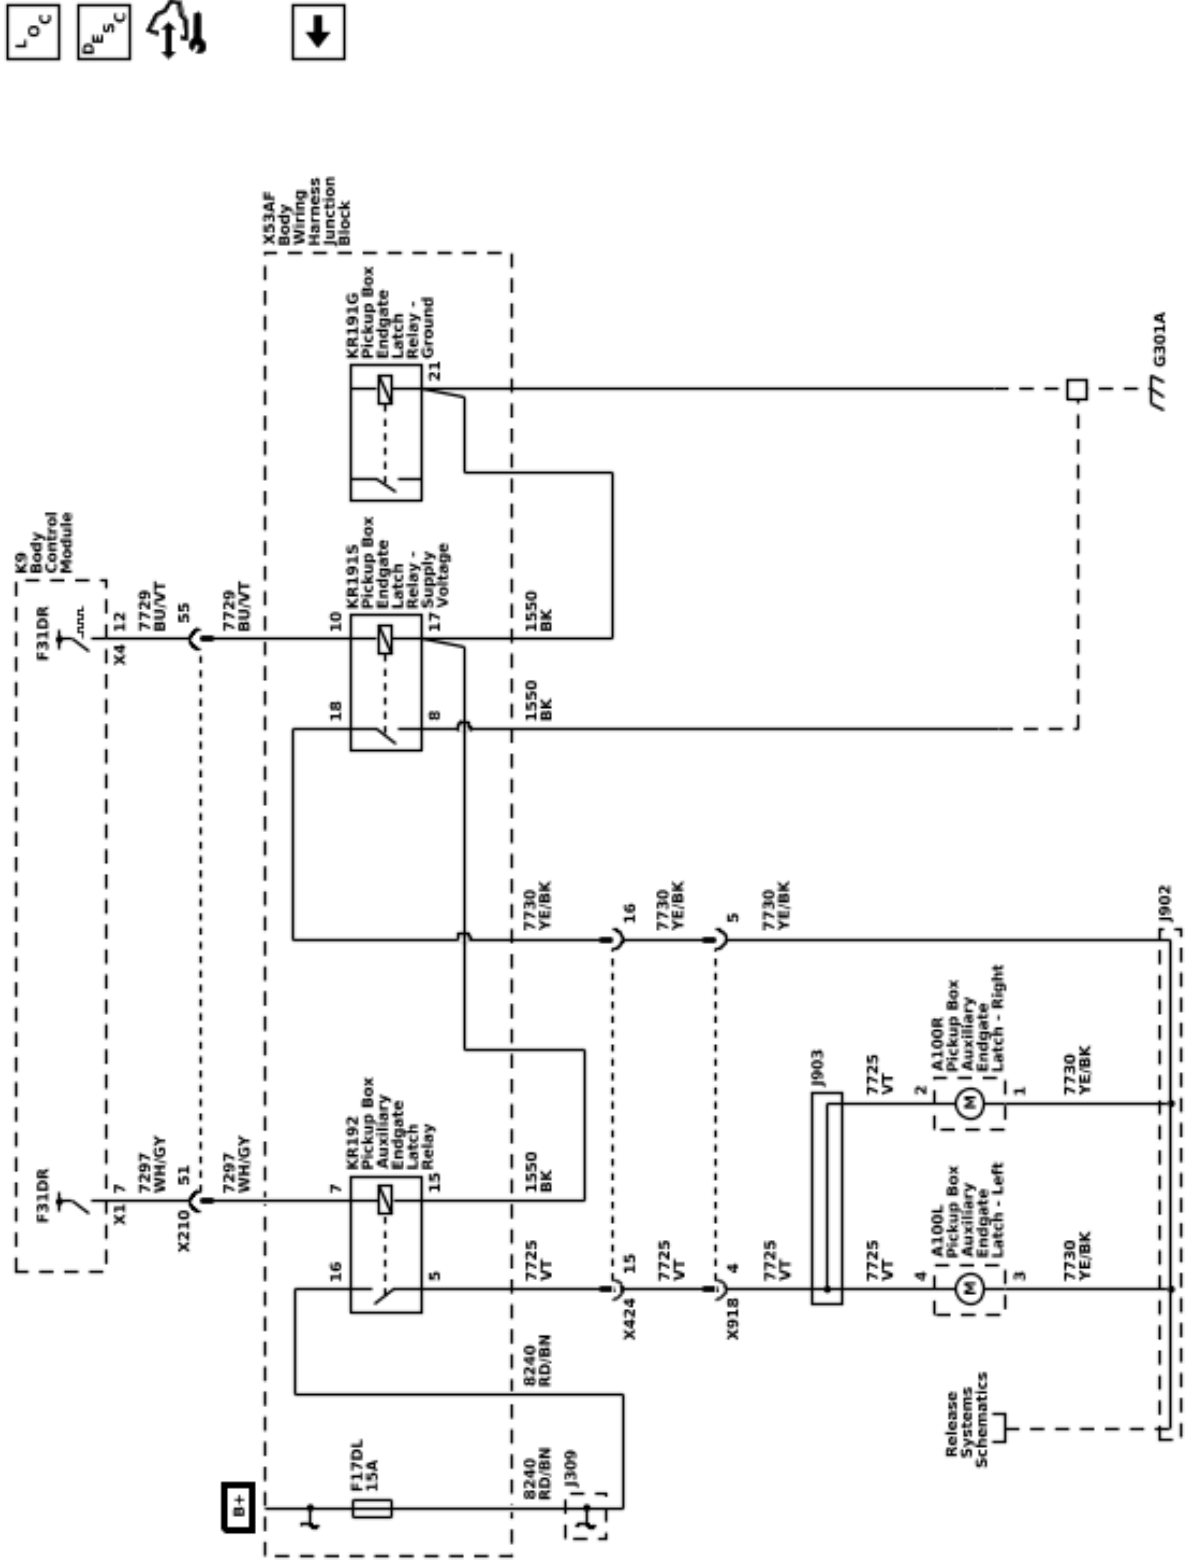 LOC
DESC
K9
Body
Control
Module
F31DR
F31DR
X1
7
X4
12
7297
WH/GY
7729
BU/VT
X210
51
55
7297
WH/GY
7729
BU/VT
B+
X53AF
Body
Wiring
Harness
Junction
Block
F17DL
15A
KR192
Pickup Box
Auxiliary
Endgate
Latch
Relay
16
7
5
15
KR191S
Pickup Box
Endgate
Latch
Relay -
Supply
Voltage
18
10
8
17
KR191G
Pickup Box
Endgate
Latch
Relay -
Ground
21
8240
RD/BN
8240
RD/BN
7725
VT
1550
BK
7730
YE/BK
1550
BK
1550
BK
J309
X424
15
16
7725
VT
7730
YE/BK
X918
4
5
7725
VT
7730
YE/BK
J903
7725
VT
7725
VT
Release
Systems
Schematics
A100L
Pickup Box
Auxiliary
Endgate
Latch - Left
4
M
3
A100R
Pickup Box
Auxiliary
Endgate
Latch - Right
2
M
1
7730
YE/BK
7730
YE/BK
J902
G301A